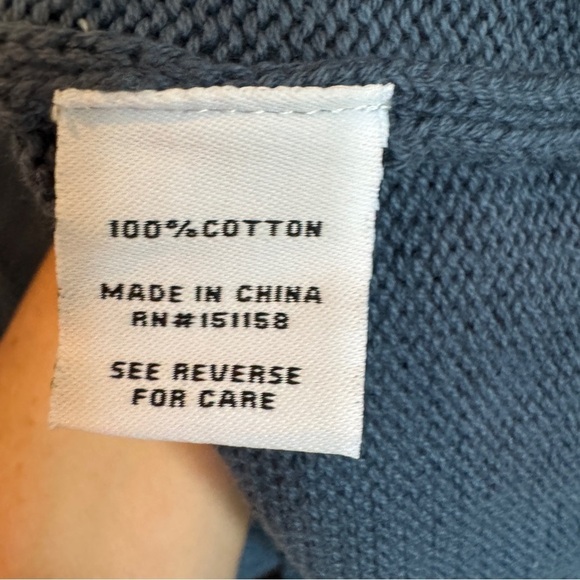 100%COTTON
MADE IN CHINA
RN#151158
SEE REVERSE
FOR CARE